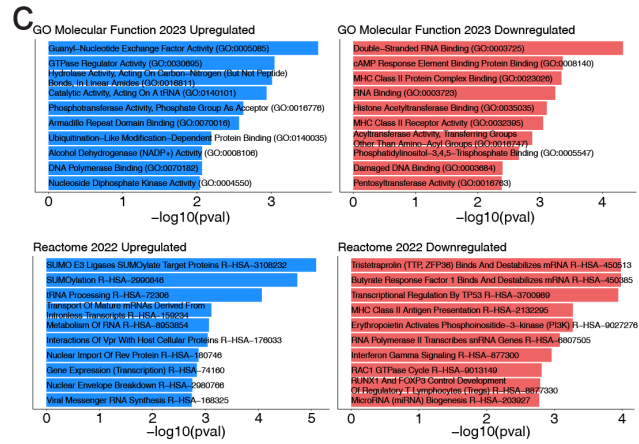 C
GO Molecular Function 2023 Upregulated
Guanyl−Nucleotide Exchange Factor Activity (GO:0005085)
GTPase Regulator Activity (GO:0030695)
Hydrolase Activity, Acting On Carbon−Nitrogen (But Not Peptide)
Bonds, In Linear Amides (GO:0016811)
Catalytic Activity, Acting On A tRNA (GO:0140101)
Phosphotransferase Activity, Phosphate Group As Acceptor (GO:0016776)
Armadillo Repeat Domain Binding (GO:0070016)
Ubiquitination−Like Modification−Dependent Protein Binding (GO:0140035)
Alcohol Dehydrogenase (NADP+) Activity (GO:0008106)
DNA Polymerase Binding (GO:0070182)
Nucleoside Diphosphate Kinase Activity (GO:0004550)
0 1 2 3
−log10(pval)
GO Molecular Function 2023 Downregulated
Double−Stranded RNA Binding (GO:0003725)
cAMP Response Element Binding Protein Binding (GO:0008140)
MHC Class II Protein Complex Binding (GO:0023026)
RNA Binding (GO:0003723)
Histone Acetyltransferase Binding (GO:0035035)
MHC Class II Receptor Activity (GO:0032395)
Acyltransferase Activity, Transferring Groups
Other Than Amino−Acyl Groups (GO:0016747)
Phosphatidylinositol−3,4,5−Trisphosphate Binding (GO:0005547)
Damaged DNA Binding (GO:0003684)
Pentosyltransferase Activity (GO:0016763)
0 1 2 3 4
−log10(pval)
Reactome 2022 Upregulated
SUMO E3 Ligases SUMOylate Target Proteins R−HSA−3108232
SUMOylation R−HSA−2990846
tRNA Processing R−HSA−72306
Transport Of Mature mRNAs Derived From
Intronless Transcripts R−HSA−159234
Metabolism Of RNA R−HSA−8953854
Interactions Of Vpr With Host Cellular Proteins R−HSA−176033
Nuclear Import Of Rev Protein R−HSA−180746
Gene Expression (Transcription) R−HSA−74160
Nuclear Envelope Breakdown R−HSA−2980766
Viral Messenger RNA Synthesis R−HSA−168325
0 1 2 3 4 5
−log10(pval)
Reactome 2022 Downregulated
Tristetraprolin (TTP, ZFP36) Binds And Destabilizes mRNA R−HSA−450513
Butyrate Response Factor 1 Binds And Destabilizes mRNA R−HSA−450385
Transcriptional Regulation By TP53 R−HSA−3700989
MHC Class II Antigen Presentation R−HSA−2132295
Erythropoietin Activates Phosphoinositide−3−kinase (PI3K) R−HSA−9027276
RNA Polymerase II Transcribes snRNA Genes R−HSA−6807505
Interferon Gamma Signaling R−HSA−877300
RAC1 GTPase Cycle R−HSA−9013149
RUNX1 And FOXP3 Control Development
Of Regulatory T Lymphocytes (Tregs) R−HSA−8877330
MicroRNA (miRNA) Biogenesis R−HSA−203927
0 1 2 3 4
−log10(pval)